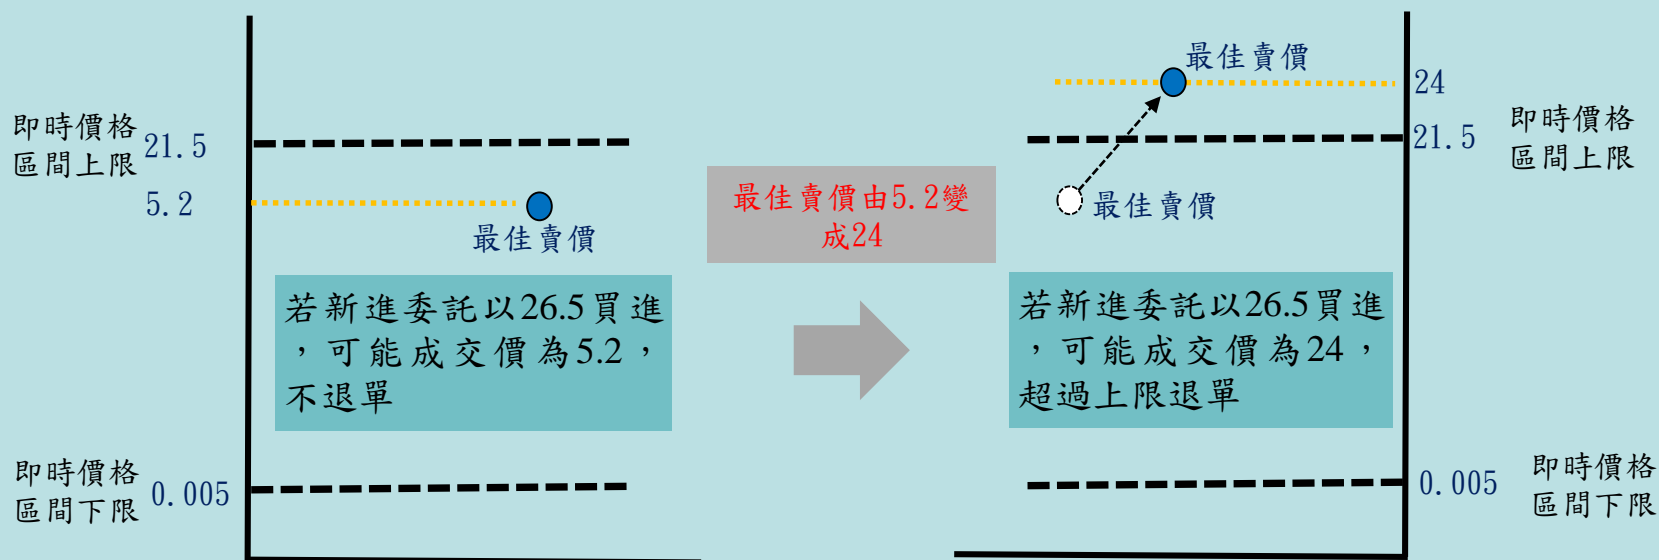 即時價格
區間上限
21.5
5.2
最佳賣價
若新進委託以26.5買進
，可能成交價為5.2，
不退單
即時價格
區間下限
0.005
最佳賣價由5.2變
成24
最佳賣價
24
21.5
即時價格
區間上限
最佳賣價
若新進委託以26.5買進
，可能成交價為24，
超過上限退單
0.005
即時價格
區間下限